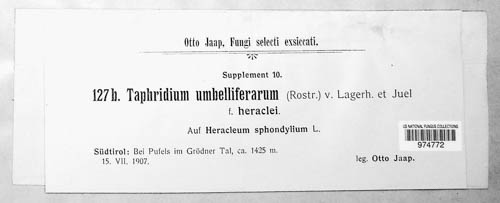 Otto Jaap, Fungi selecti exsiccati.
Supplement 10.
127 b. Taphridium umbelliferarum (Rostr.) v. Lagerh. et Juel
f. heraclei.
Auf Heracleum sphondylium L.
US NATIONAL FUNGUS COLLECTIONS
974772
Südtirol: Bei Pufels im Grödner Tal, ca. 1425 m.
15. VII. 1907.
leg. Otto Jaap.